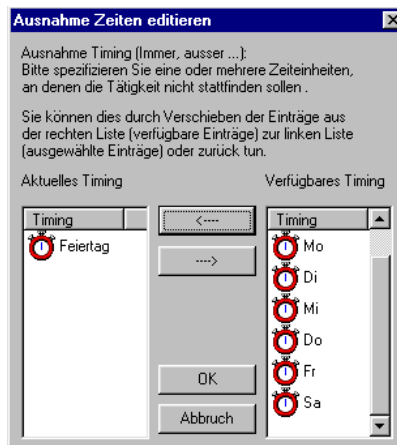 Ausnahme Zeiten editieren
Ausnahme Timing (Immer, ausser ...):
Bitte spezifizieren Sie eine oder mehrere Zeiteinheiten,
an denen die Tätigkeit nicht stattfinden sollen .
Sie können dies durch Verschieben der Einträge aus
der rechten Liste (verfügbare Einträge) zur linken Liste
(ausgewählte Einträge) oder zurück tun.
Aktuelles Timing
Verfügbares Timing
Timing
Feiertag
<----
---->
OK
Abbruch
Timing
Mo
Di
Mi
Do
Fr
Sa